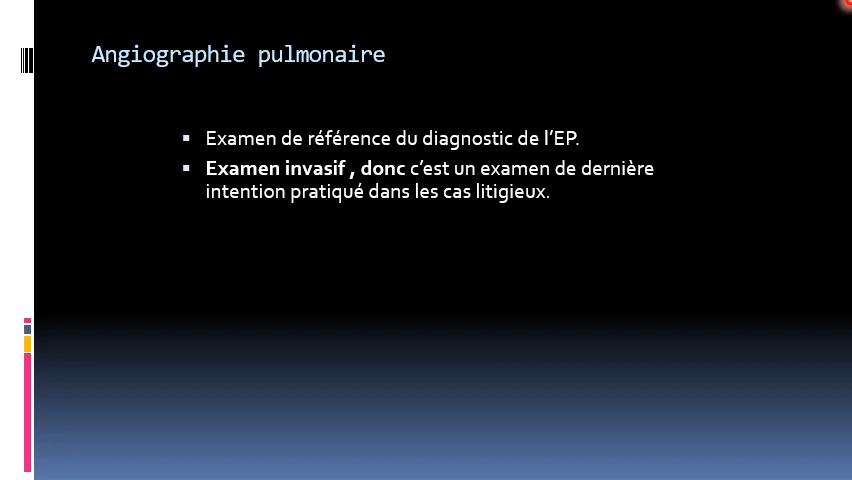 Angiographie pulmonaire
▪ Examen de référence du diagnostic de l’EP.
▪ Examen invasif , donc c’est un examen de dernière
intention pratiqué dans les cas litigieux.